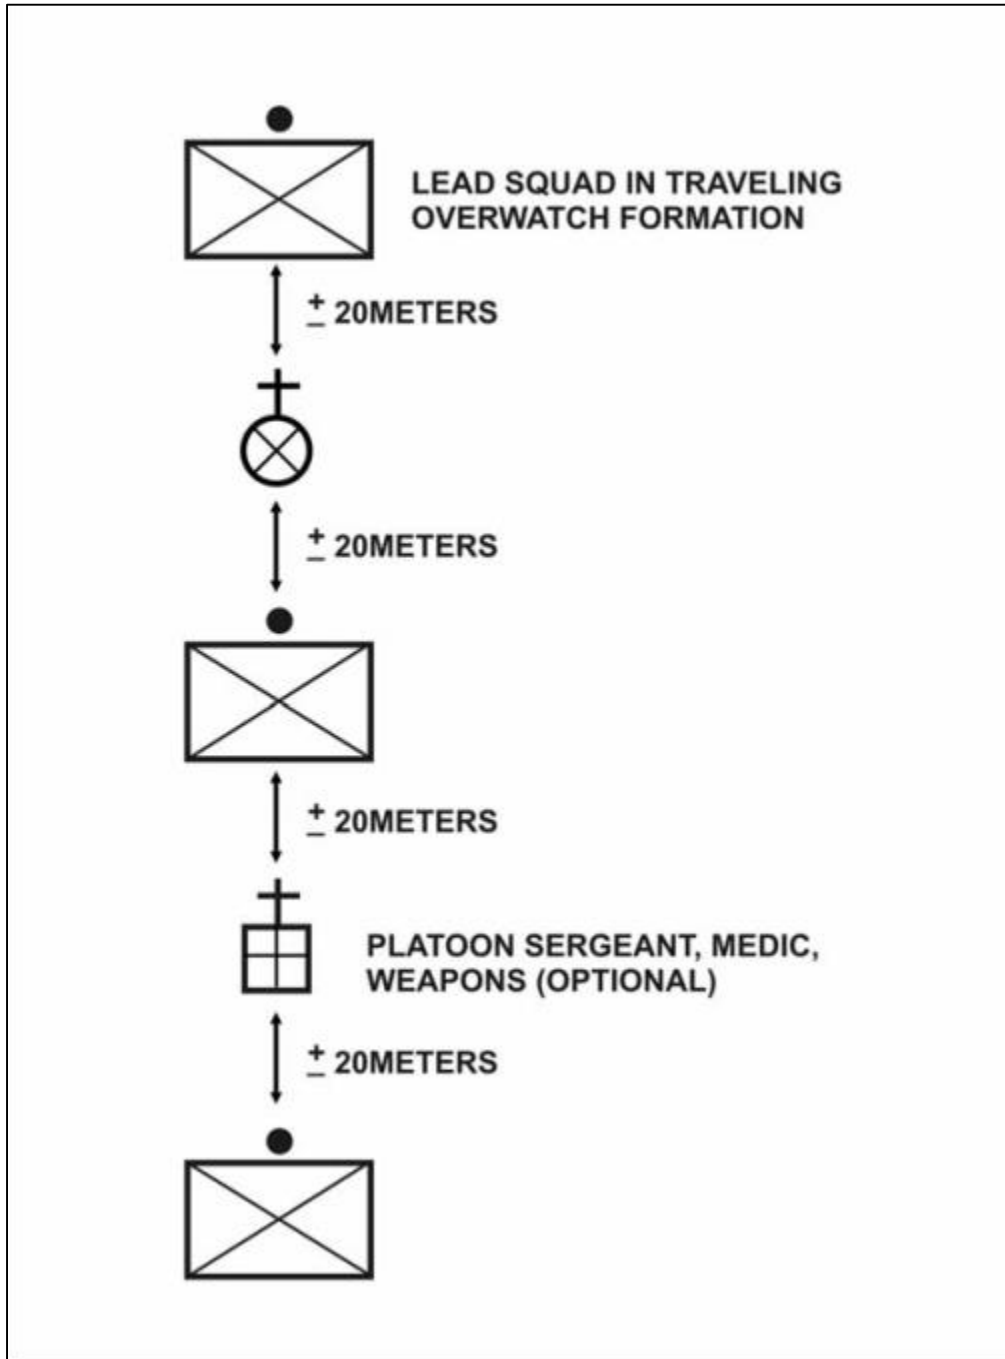 LEAD SQUAD IN TRAVELING
OVERWATCH FORMATION
± 20METERS
± 20METERS
± 20METERS
PLATOON SERGEANT, MEDIC,
WEAPONS (OPTIONAL)
± 20METERS